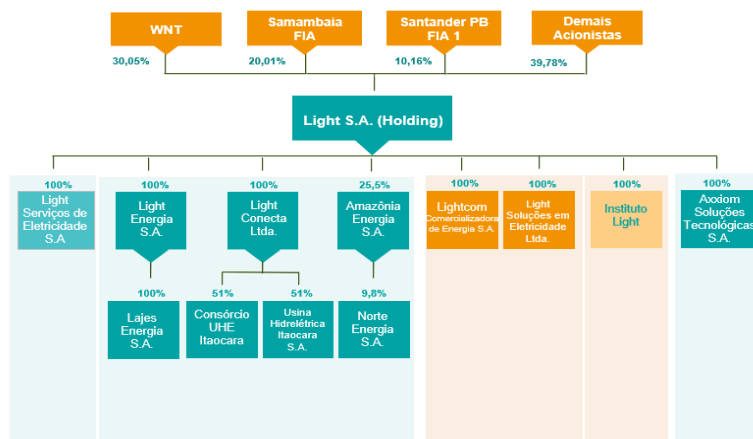 WNT
Samambaia
FIA
Santander PB
FIA 1
Demais
Acionistas
30,05%
20,01%
10,16%
39,78%
Light S.A. (Holding)
100%
Light
Serviços de
Eletricidade
S.A
100%
Light
Energia
S.A.
100%
Light
Conecta
Ltda.
25,5%
Amazônia
Energia
S.A.
100%
Lightcom
Comercializadora
de Energia S.A.
100%
Light
Soluções em
Eletricidade
Ltda.
100%
Instituto
Light
100%
Axxiom
Soluções
Tecnológicas
S.A.
100%
Lajes
Energia
S.A.
51%
Consórcio
UHE
Itaocara
51%
Usina
Hidrelétrica
Itaocara
S.A.
9,8%
Norte
Energia
S.A.